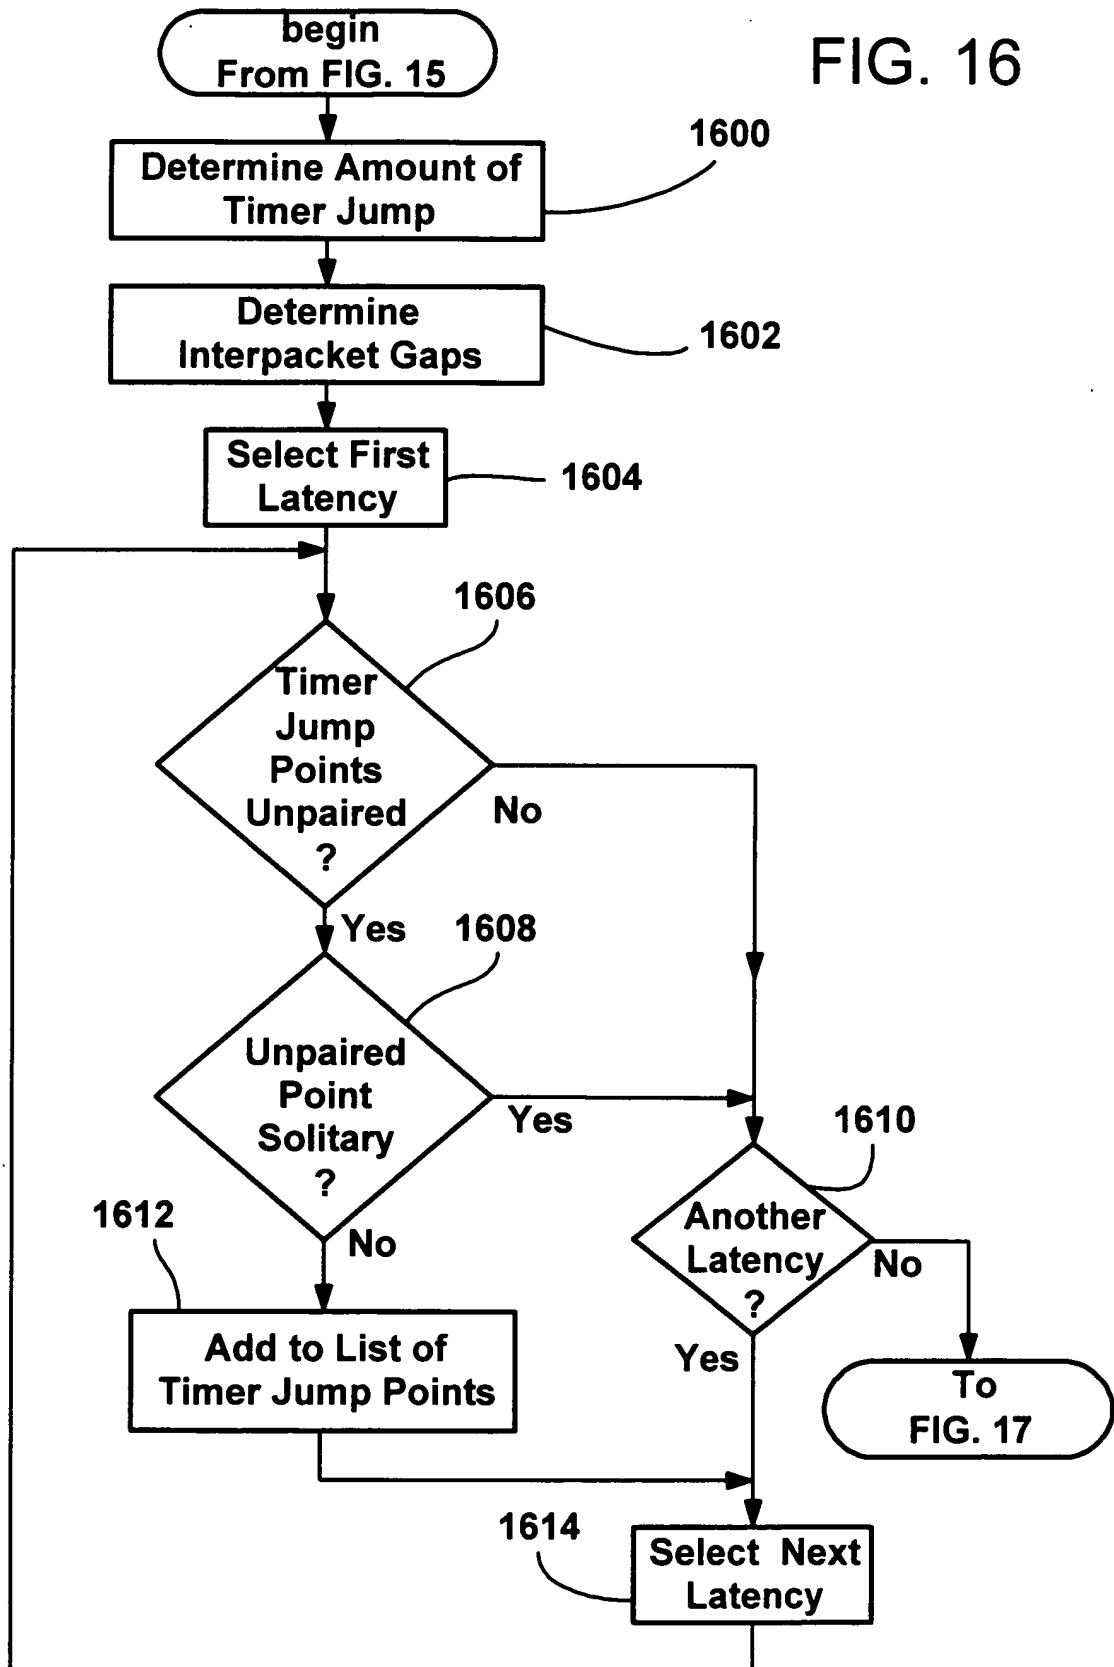 begin
From FIG. 15
FIG. 16
1600
Determine Amount of
Timer Jump
Determine
Interpacket Gaps
1602
Select First
Latency
1604
1606
Timer
Jump
Points
Unpaired
?
No
Yes
1608
Unpaired
Point
Solitary
?
Yes
1610
Another
Latency
?
No
1612
No
Add to List of
Timer Jump Points
Yes
To
FIG. 17
1614
Select Next
Latency